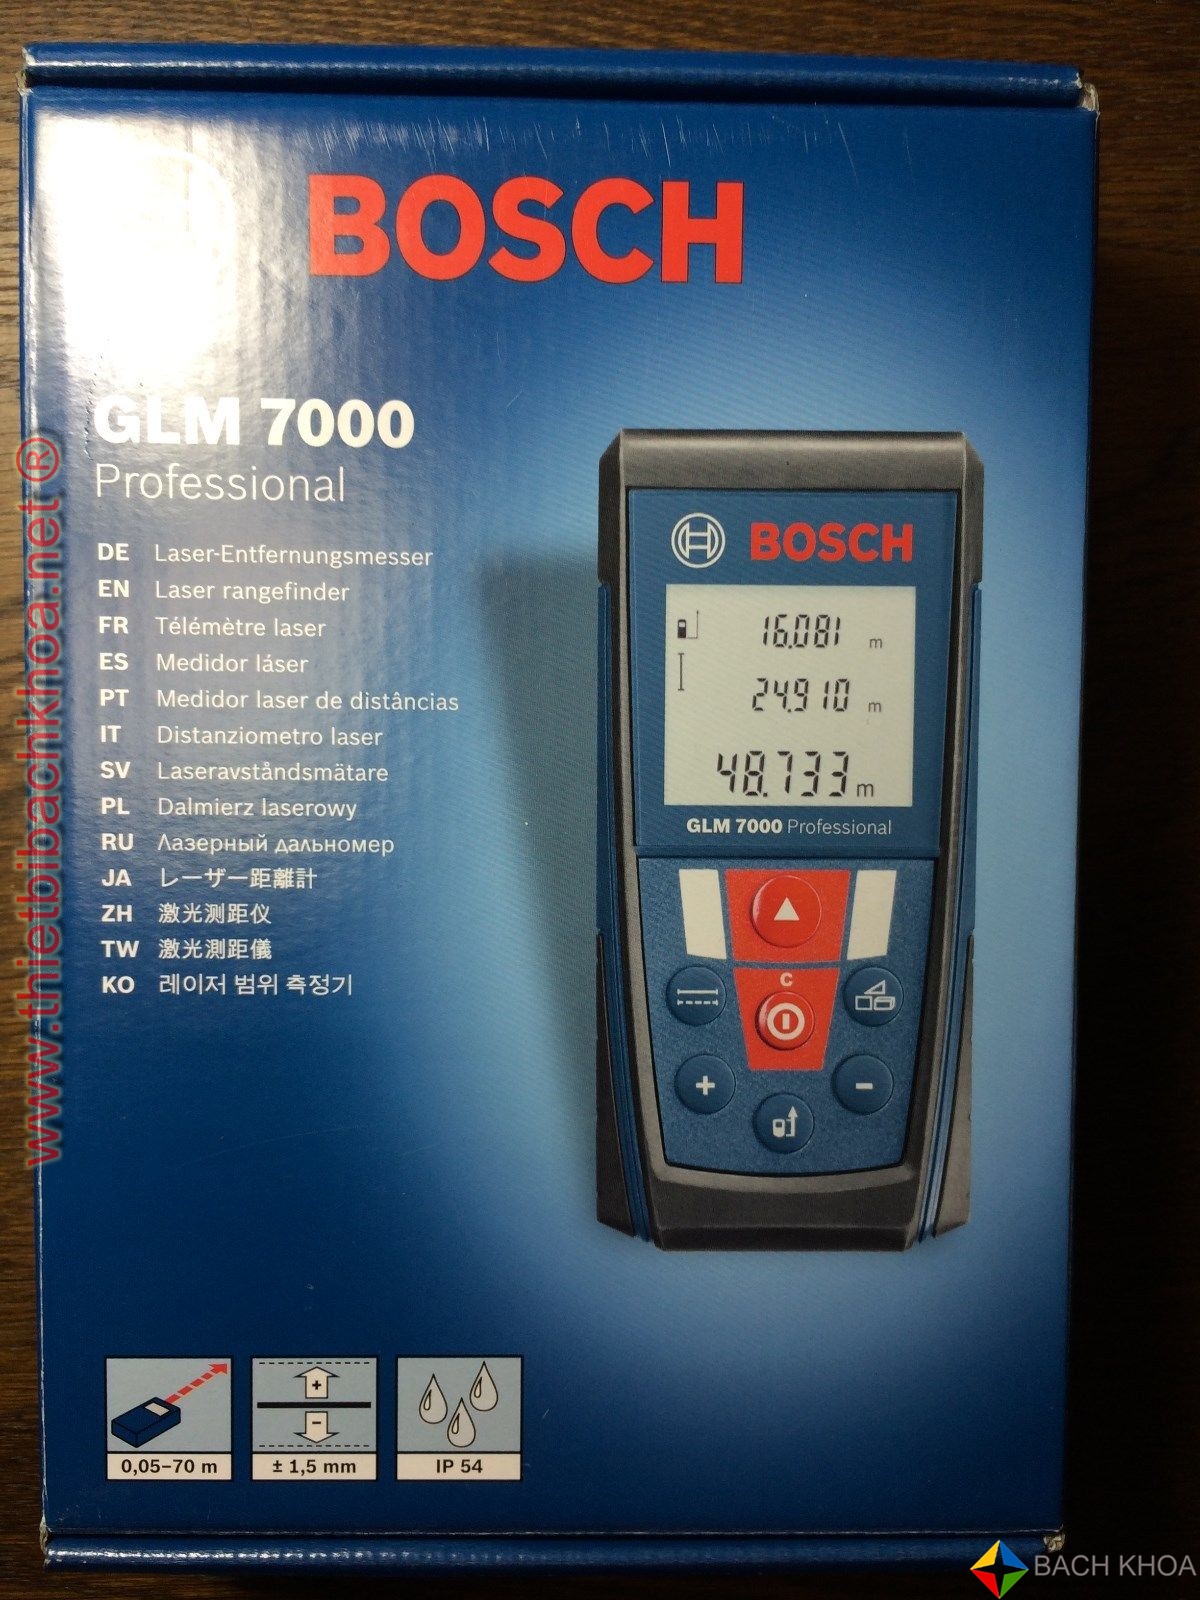 BOSCH
GLM 7000
Professional
DE Laser-Entfernungsmesser
EN Laser rangefinder
FR Télémètre laser
ES Medidor láser
PT Medidor laser de distâncias
IT Distanziometro laser
SV Laseravståndsmätare
PL Dalmierz laserowy
RU Лазерный дальномер
JA レーザー距離計
ZH 激光测距仪
TW 激光測距儀
KO 레이저 범위 측정기
BOSCH
16.081 m
24.910 m
48.733 m
GLM 7000 Professional
C
+
-
0,05–70 m
± 1,5 mm
IP 54
www.thietbibachkhoa.net ®
BACH KHOA